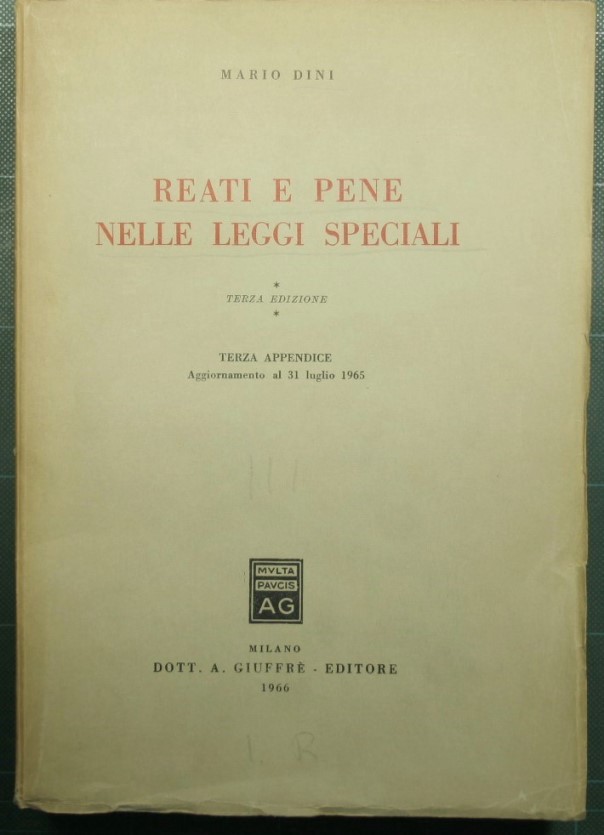 MARIO DINI
REATI E PENE
NELLE LEGGI SPECIALI
*
TERZA EDIZIONE
*
TERZA APPENDICE
Aggiornamento al 31 luglio 1965
III
MVLTA
PAVCIS
AG
MILANO
DOTT. A. GIUFFRÈ - EDITORE
1966
I. R